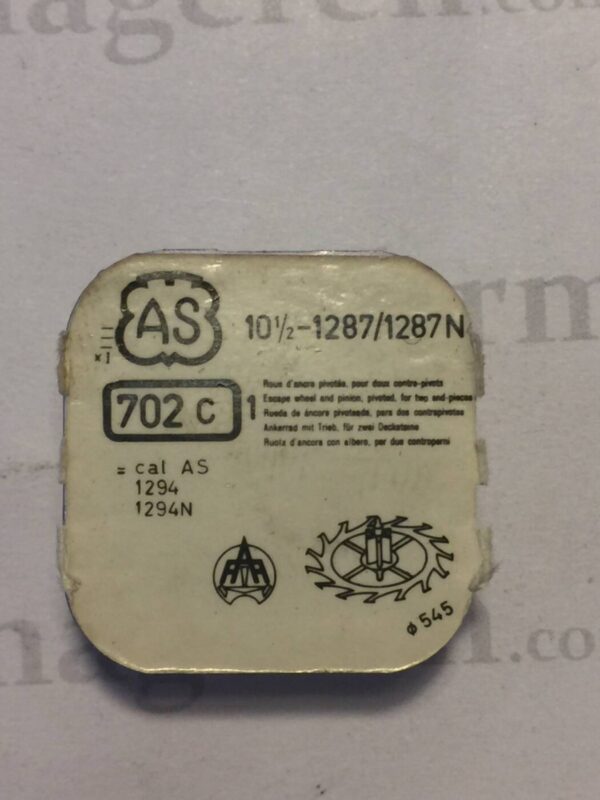 AS
10½-1287/1287N
x1
702 c
1
Roue d'ancre pivotée, pour deux contre-pivots
Escape wheel and pinion, pivoted, for two end-pieces
Rueda de áncora pivoteada, para dos contrapivotes
Ankerrad mit Trieb, für zwei Decksteine
Ruota d'ancora con albero, per due controperni
= cal AS
1294
1294N
ø 545